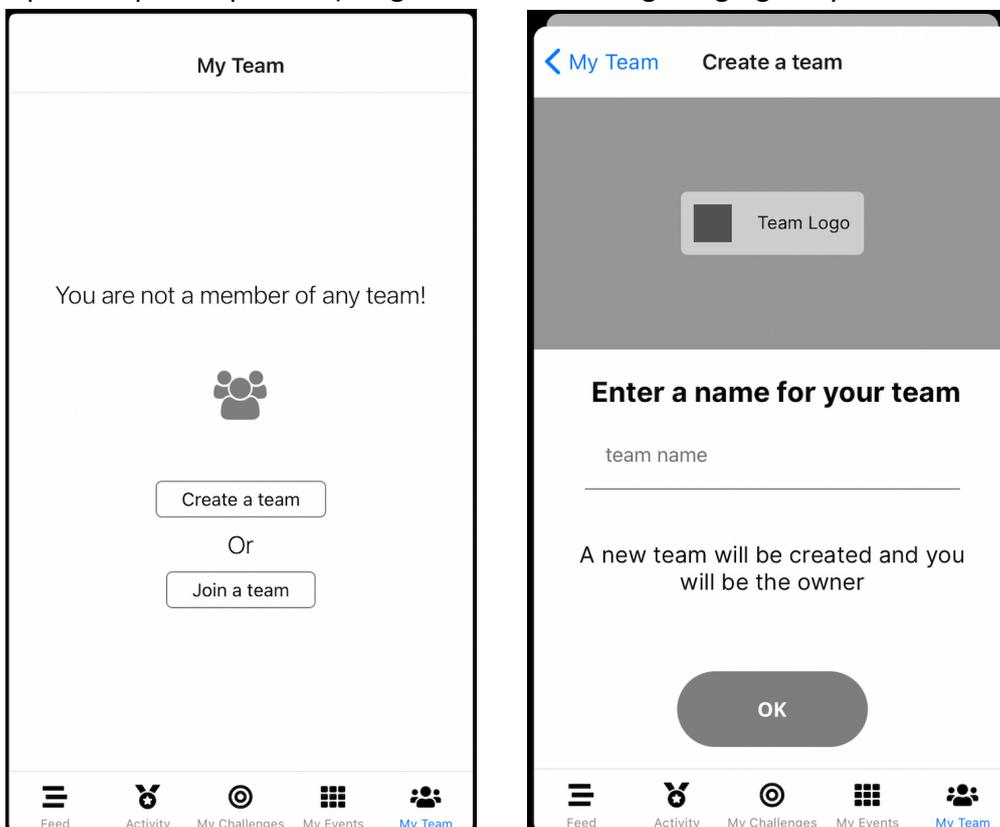 My Team
You are not a member of any team!
Create a team
Or
Join a team
Feed
Activity
My Challenges
My Events
My Team
My Team
Create a team
Team Logo
Enter a name for your team
team name
A new team will be created and you
will be the owner
OK
Feed
Activity
My Challenges
My Events
My Team